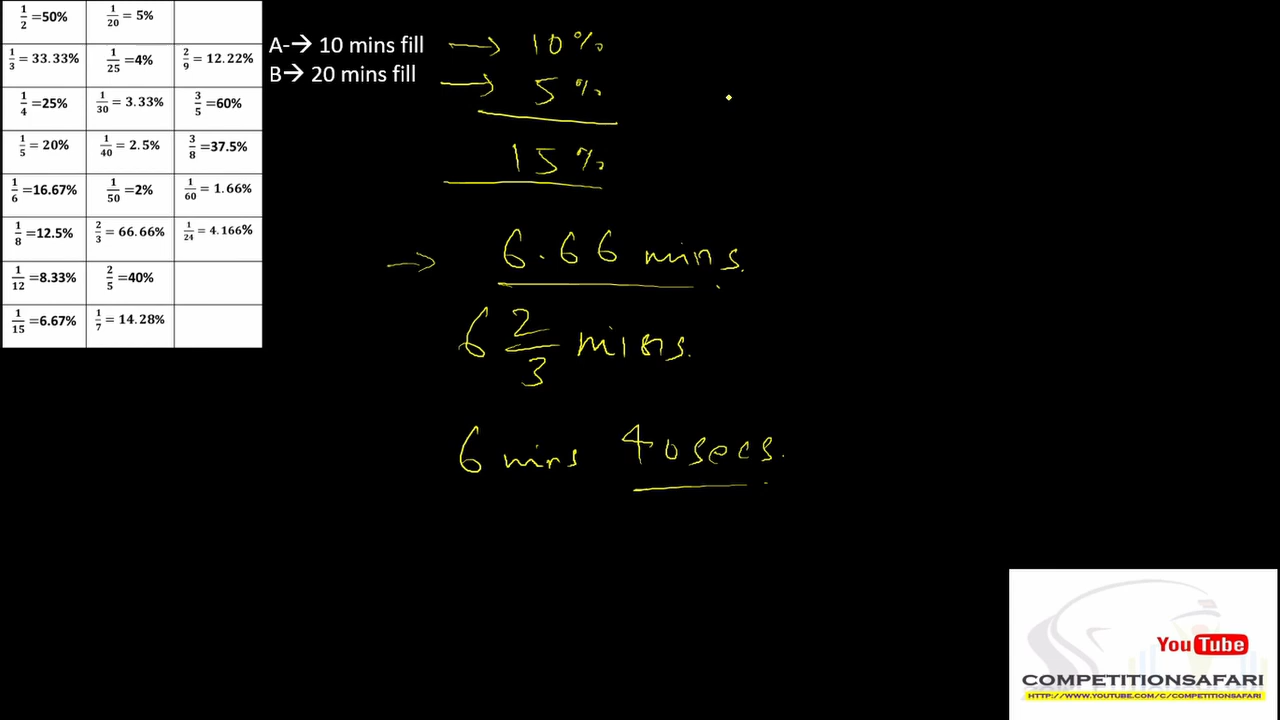 1/2 =50% 1/20 = 5%
1/3 = 33.33% 1/25 =4% 2/9 = 12.22%
1/4 =25% 1/30 = 3.33% 3/5 =60%
1/5 = 20% 1/40 = 2.5% 3/8 =37.5%
1/6 =16.67% 1/50 =2% 1/60 = 1.66%
1/8 =12.5% 2/3 = 66.66% 1/24 = 4.166%
1/12 =8.33% 2/5 =40%
1/15 =6.67% 1/7 = 14.28%
A-→ 10 mins fill → 10%
B→ 20 mins fill → 5%
15%
→ 6.66 mins.
6 2/3 mins.
6 mins 40secs.
YouTube
COMPETITIONSAFARI
HTTP://WWW.YOUTUBE.COM/C/COMPETITIONSAFARI